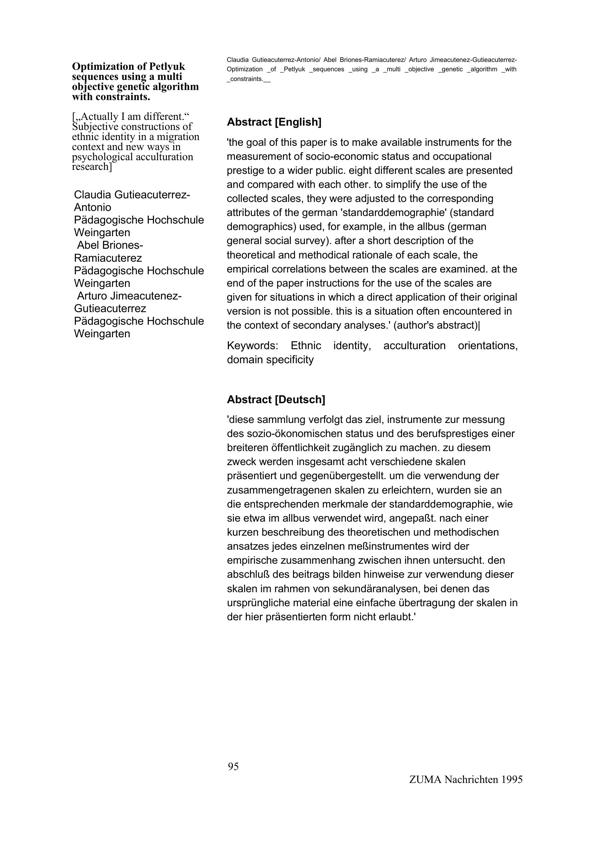 Optimization of Petlyuk
sequences using a multi
objective genetic algorithm
with constraints.
[„Actually I am different.“
Subjective constructions of
ethnic identity in a migration
context and new ways in
psychological acculturation
research]
Claudia Gutieacuterrez-
Antonio
Pädagogische Hochschule
Weingarten
Abel Briones-
Ramiacuterez
Pädagogische Hochschule
Weingarten
Arturo Jimeacutenez-
Gutieacuterrez
Pädagogische Hochschule
Weingarten
Claudia Gutieacuterrez-Antonio/ Abel Briones-Ramiacuterez/ Arturo Jimeacutenez-Gutieacuterrez-
Optimization _of _Petlyuk _sequences _using _a _multi _objective _genetic _algorithm _with
_constraints.__
Abstract [English]
'the goal of this paper is to make available instruments for the
measurement of socio-economic status and occupational
prestige to a wider public. eight different scales are presented
and compared with each other. to simplify the use of the
collected scales, they were adjusted to the corresponding
attributes of the german 'standarddemographie' (standard
demographics) used, for example, in the allbus (german
general social survey). after a short description of the
theoretical and methodical rationale of each scale, the
empirical correlations between the scales are examined. at the
end of the paper instructions for the use of the scales are
given for situations in which a direct application of their original
version is not possible. this is a situation often encountered in
the context of secondary analyses.' (author's abstract)|
Keywords: Ethnic identity, acculturation orientations,
domain specificity
Abstract [Deutsch]
'diese sammlung verfolgt das ziel, instrumente zur messung
des sozio-ökonomischen status und des berufsprestiges einer
breiteren öffentlichkeit zugänglich zu machen. zu diesem
zweck werden insgesamt acht verschiedene skalen
präsentiert und gegenübergestellt. um die verwendung der
zusammengetragenen skalen zu erleichtern, wurden sie an
die entsprechenden merkmale der standarddemographie, wie
sie etwa im allbus verwendet wird, angepaßt. nach einer
kurzen beschreibung des theoretischen und methodischen
ansatzes jedes einzelnen meßinstrumentes wird der
empirische zusammenhang zwischen ihnen untersucht. den
abschluß des beitrags bilden hinweise zur verwendung dieser
skalen im rahmen von sekundäranalysen, bei denen das
ursprüngliche material eine einfache übertragung der skalen in
der hier präsentierten form nicht erlaubt.'
95
ZUMA Nachrichten 1995